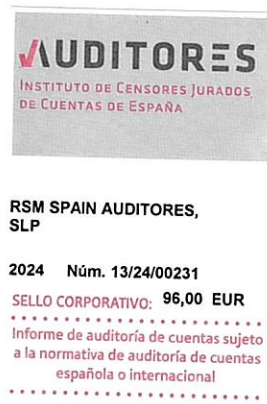 AUDITORES
INSTITUTO DE CENSORES JURADOS
DE CUENTAS DE ESPAÑA
RSM SPAIN AUDITORES,
SLP
2024 Núm. 13/24/00231
SELLO CORPORATIVO: 96,00 EUR
Informe de auditoría de cuentas sujeto
a la normativa de auditoría de cuentas
española o internacional